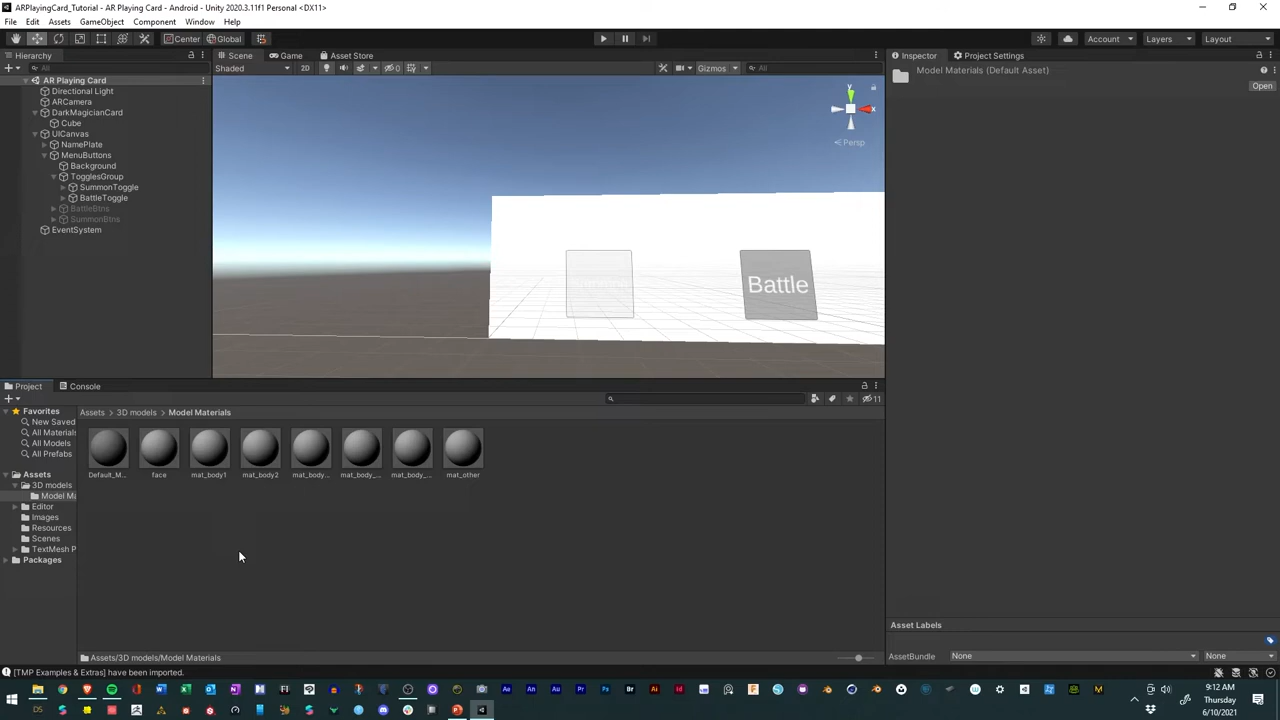 ARPlayingCard_Tutorial - AR Playing Card - Android - Unity 2020.3.11f1 Personal <DX11>
File Edit Assets GameObject Component Window Help
Center Global Account Layers Layout
Hierarchy
All
AR Playing Card
Directional Light
ARCamera
DarkMagicianCard
Cube
UICanvas
NamePlate
MenuButtons
Background
TogglesGroup
SummonToggle
BattleToggle
BattleBtns
SummonBtns
EventSystem
Scene Game Asset Store
Shaded 2D 0 Gizmos All
y
x
Persp
Battle
Inspector Project Settings
Model Materials (Default Asset)
Open
Project Console
11
Favorites
New Saved
All Materials
All Models
All Prefabs
Assets
3D models
Model Ma
Editor
Images
Resources
Scenes
TextMesh P
Packages
Assets > 3D models > Model Materials
Default_M... face mat_body1 mat_body2 mat_body... mat_body_... mat_body_... mat_other
Assets/3D models/Model Materials
Asset Labels
AssetBundle None None
[TMP Examples & Extras] have been imported.
9:12 AM
Thursday
6/10/2021